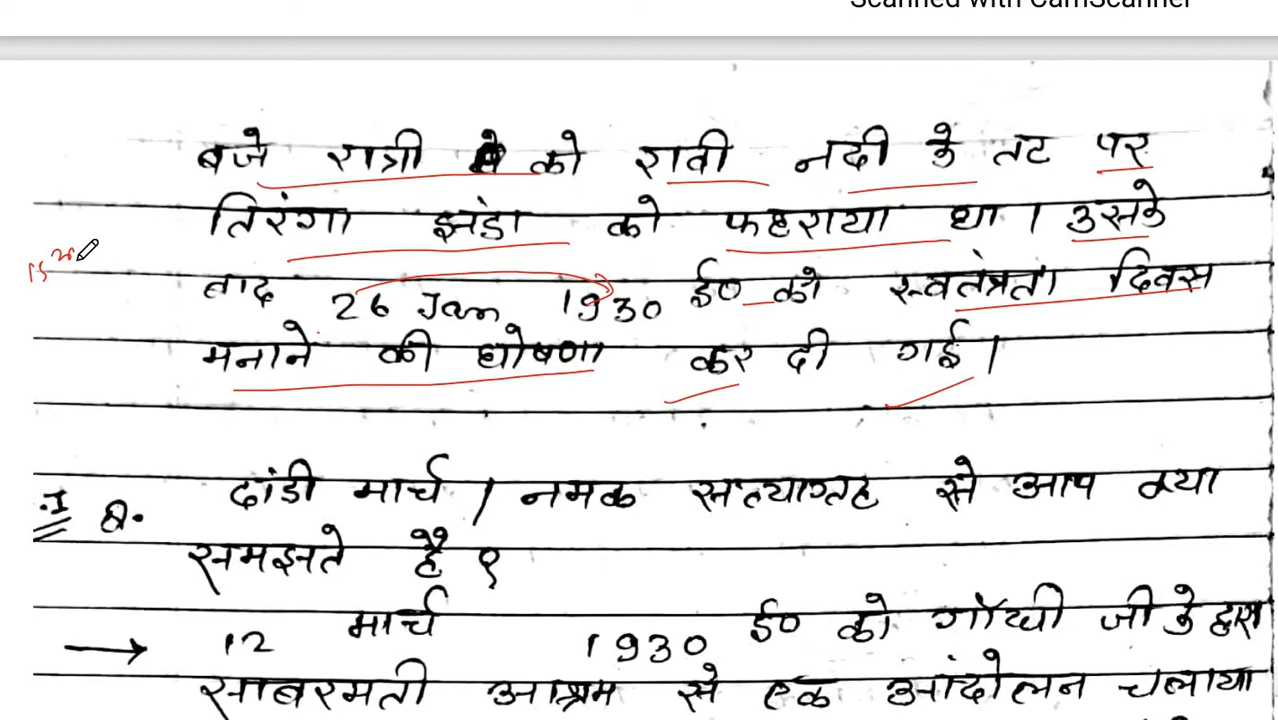 Scanned with CamScanner
बजे रात्री को रावी नदी के तट पर
तिरंगा झंडा को फहराया था। उसके
बाद 26 Jan 1930 ई० को स्वतंत्रता दिवस
मनाने की घोषणा कर दी गई।
.I Q. दांडी मार्च / नमक सत्याग्रह से आप क्या
समझते है ?
→ 12 मार्च 1930 ई० को गाँधी जी के द्वारा
साबरमती आश्रम से एक आंदोलन चलाया